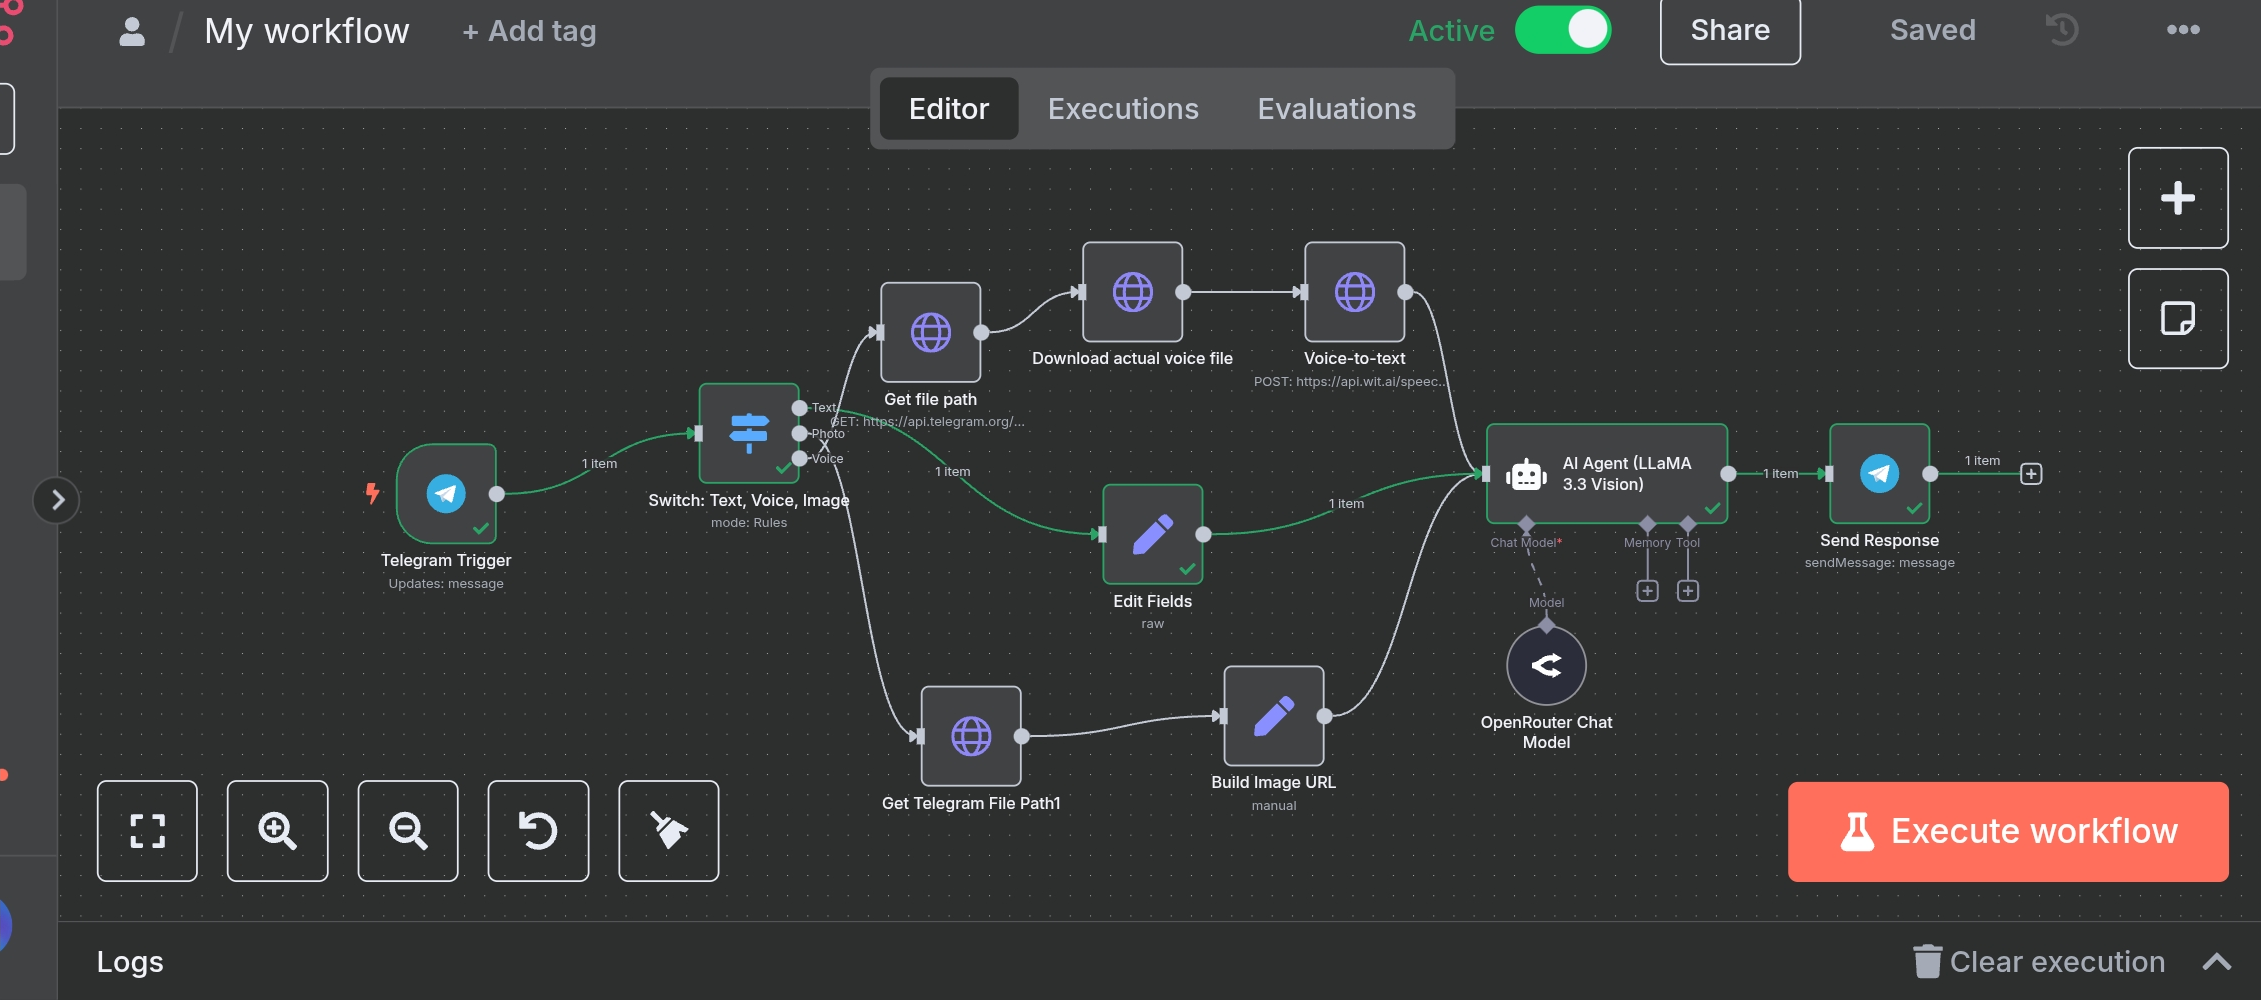 My workflow
+ Add tag
Active
Share
Saved
Editor
Executions
Evaluations
Download actual voice file
Voice-to-text
POST: https://api.wit.ai/speec...
Get file path
GET: https://api.telegram.org/...
Text
Photo
Voice
1 item
1 item
Switch: Text, Voice, Image
mode: Rules
Telegram Trigger
Updates: message
1 item
AI Agent (LLaMA
3.3 Vision)
1 item
1 item
Chat Model*
Memory
Tool
Send Response
sendMessage: message
Edit Fields
raw
Model
OpenRouter Chat
Model
Get Telegram File Path1
Build Image URL
manual
Execute workflow
Logs
Clear execution